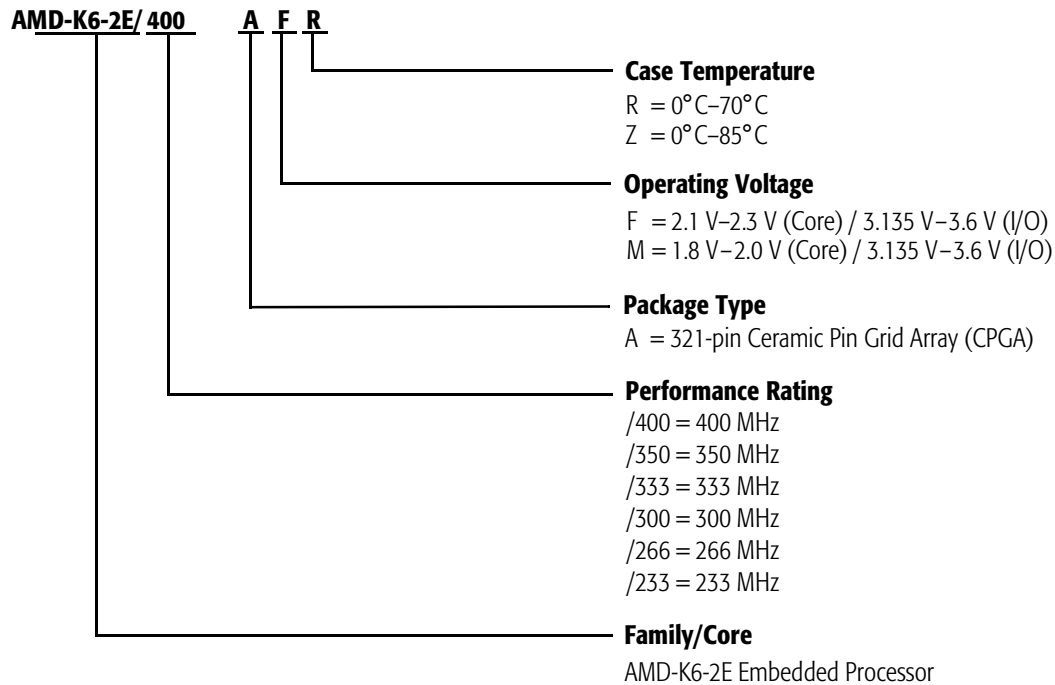 AMD-K6-2E/ 400 A F R
Case Temperature
R = 0°C–70°C
Z = 0°C–85°C
Operating Voltage
F = 2.1 V–2.3 V (Core) / 3.135 V–3.6 V (I/O)
M = 1.8 V–2.0 V (Core) / 3.135 V–3.6 V (I/O)
Package Type
A = 321-pin Ceramic Pin Grid Array (CPGA)
Performance Rating
/400 = 400 MHz
/350 = 350 MHz
/333 = 333 MHz
/300 = 300 MHz
/266 = 266 MHz
/233 = 233 MHz
Family/Core
AMD-K6-2E Embedded Processor